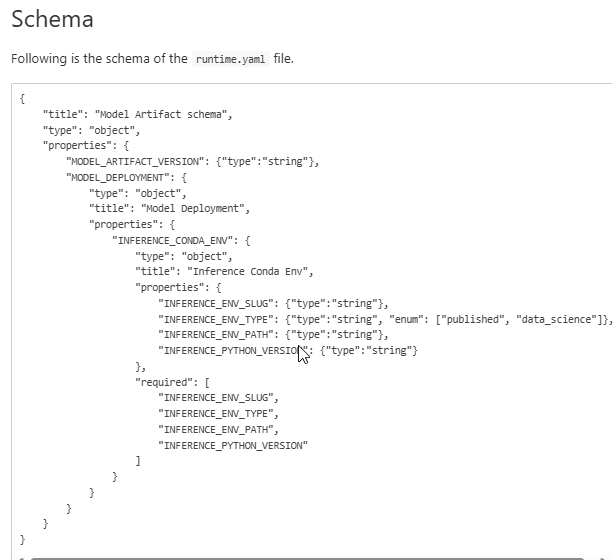 Schema
Following is the schema of the runtime.yaml file.
{
    "title": "Model Artifact schema",
    "type": "object",
    "properties": {
        "MODEL_ARTIFACT_VERSION": {"type":"string"},
        "MODEL_DEPLOYMENT": {
            "type": "object",
            "title": "Model Deployment",
            "properties": {
                "INFERENCE_CONDA_ENV": {
                    "type": "object",
                    "title": "Inference Conda Env",
                    "properties": {
                        "INFERENCE_ENV_SLUG": {"type":"string"},
                        "INFERENCE_ENV_TYPE": {"type":"string", "enum": ["published", "data_science"]},
                        "INFERENCE_ENV_PATH": {"type":"string"},
                        "INFERENCE_PYTHON_VERSION": {"type":"string"}
                    },
                    "required": [
                        "INFERENCE_ENV_SLUG",
                        "INFERENCE_ENV_TYPE",
                        "INFERENCE_ENV_PATH",
                        "INFERENCE_PYTHON_VERSION"
                    ]
                }
            }
        }
    }
}